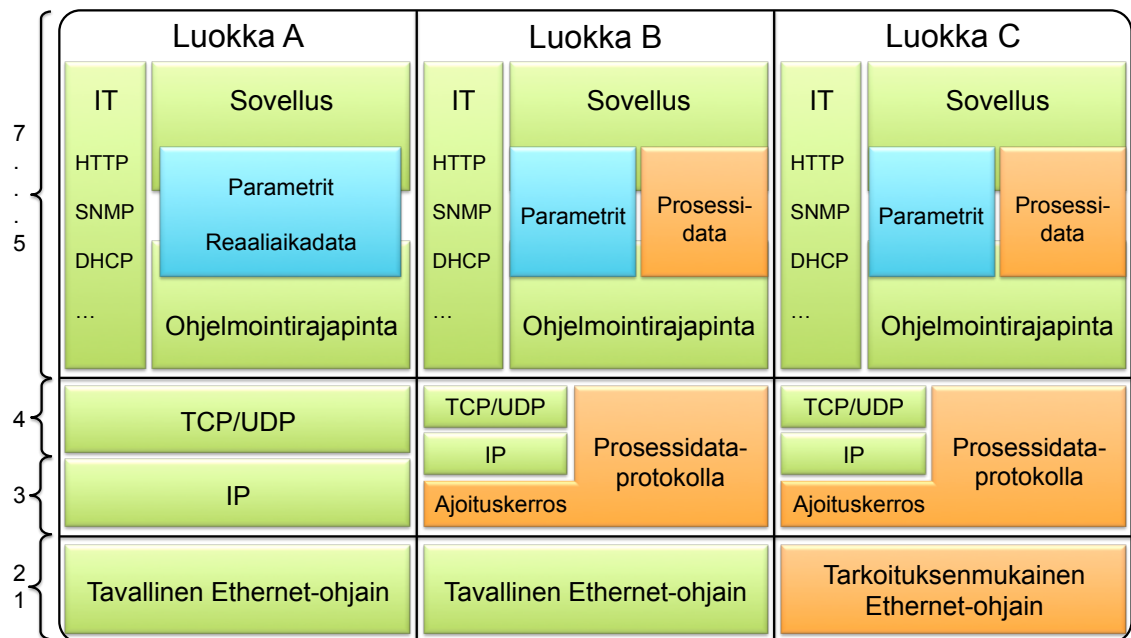 Luokka A
Luokka B
Luokka C
7
.
.
.
5
IT
HTTP
SNMP
DHCP
…
Sovellus
Parametrit
Reaaliaikadata
Ohjelmointirajapinta
IT
HTTP
SNMP
DHCP
…
Sovellus
Parametrit
Prosessi-
data
Ohjelmointirajapinta
IT
HTTP
SNMP
DHCP
…
Sovellus
Parametrit
Prosessi-
data
Ohjelmointirajapinta
4
TCP/UDP
TCP/UDP
TCP/UDP
3
IP
IP
Prosessidata-
protokolla
Ajoituskerros
IP
Prosessidata-
protokolla
Ajoituskerros
2
1
Tavallinen Ethernet-ohjain
Tavallinen Ethernet-ohjain
Tarkoituksenmukainen
Ethernet-ohjain